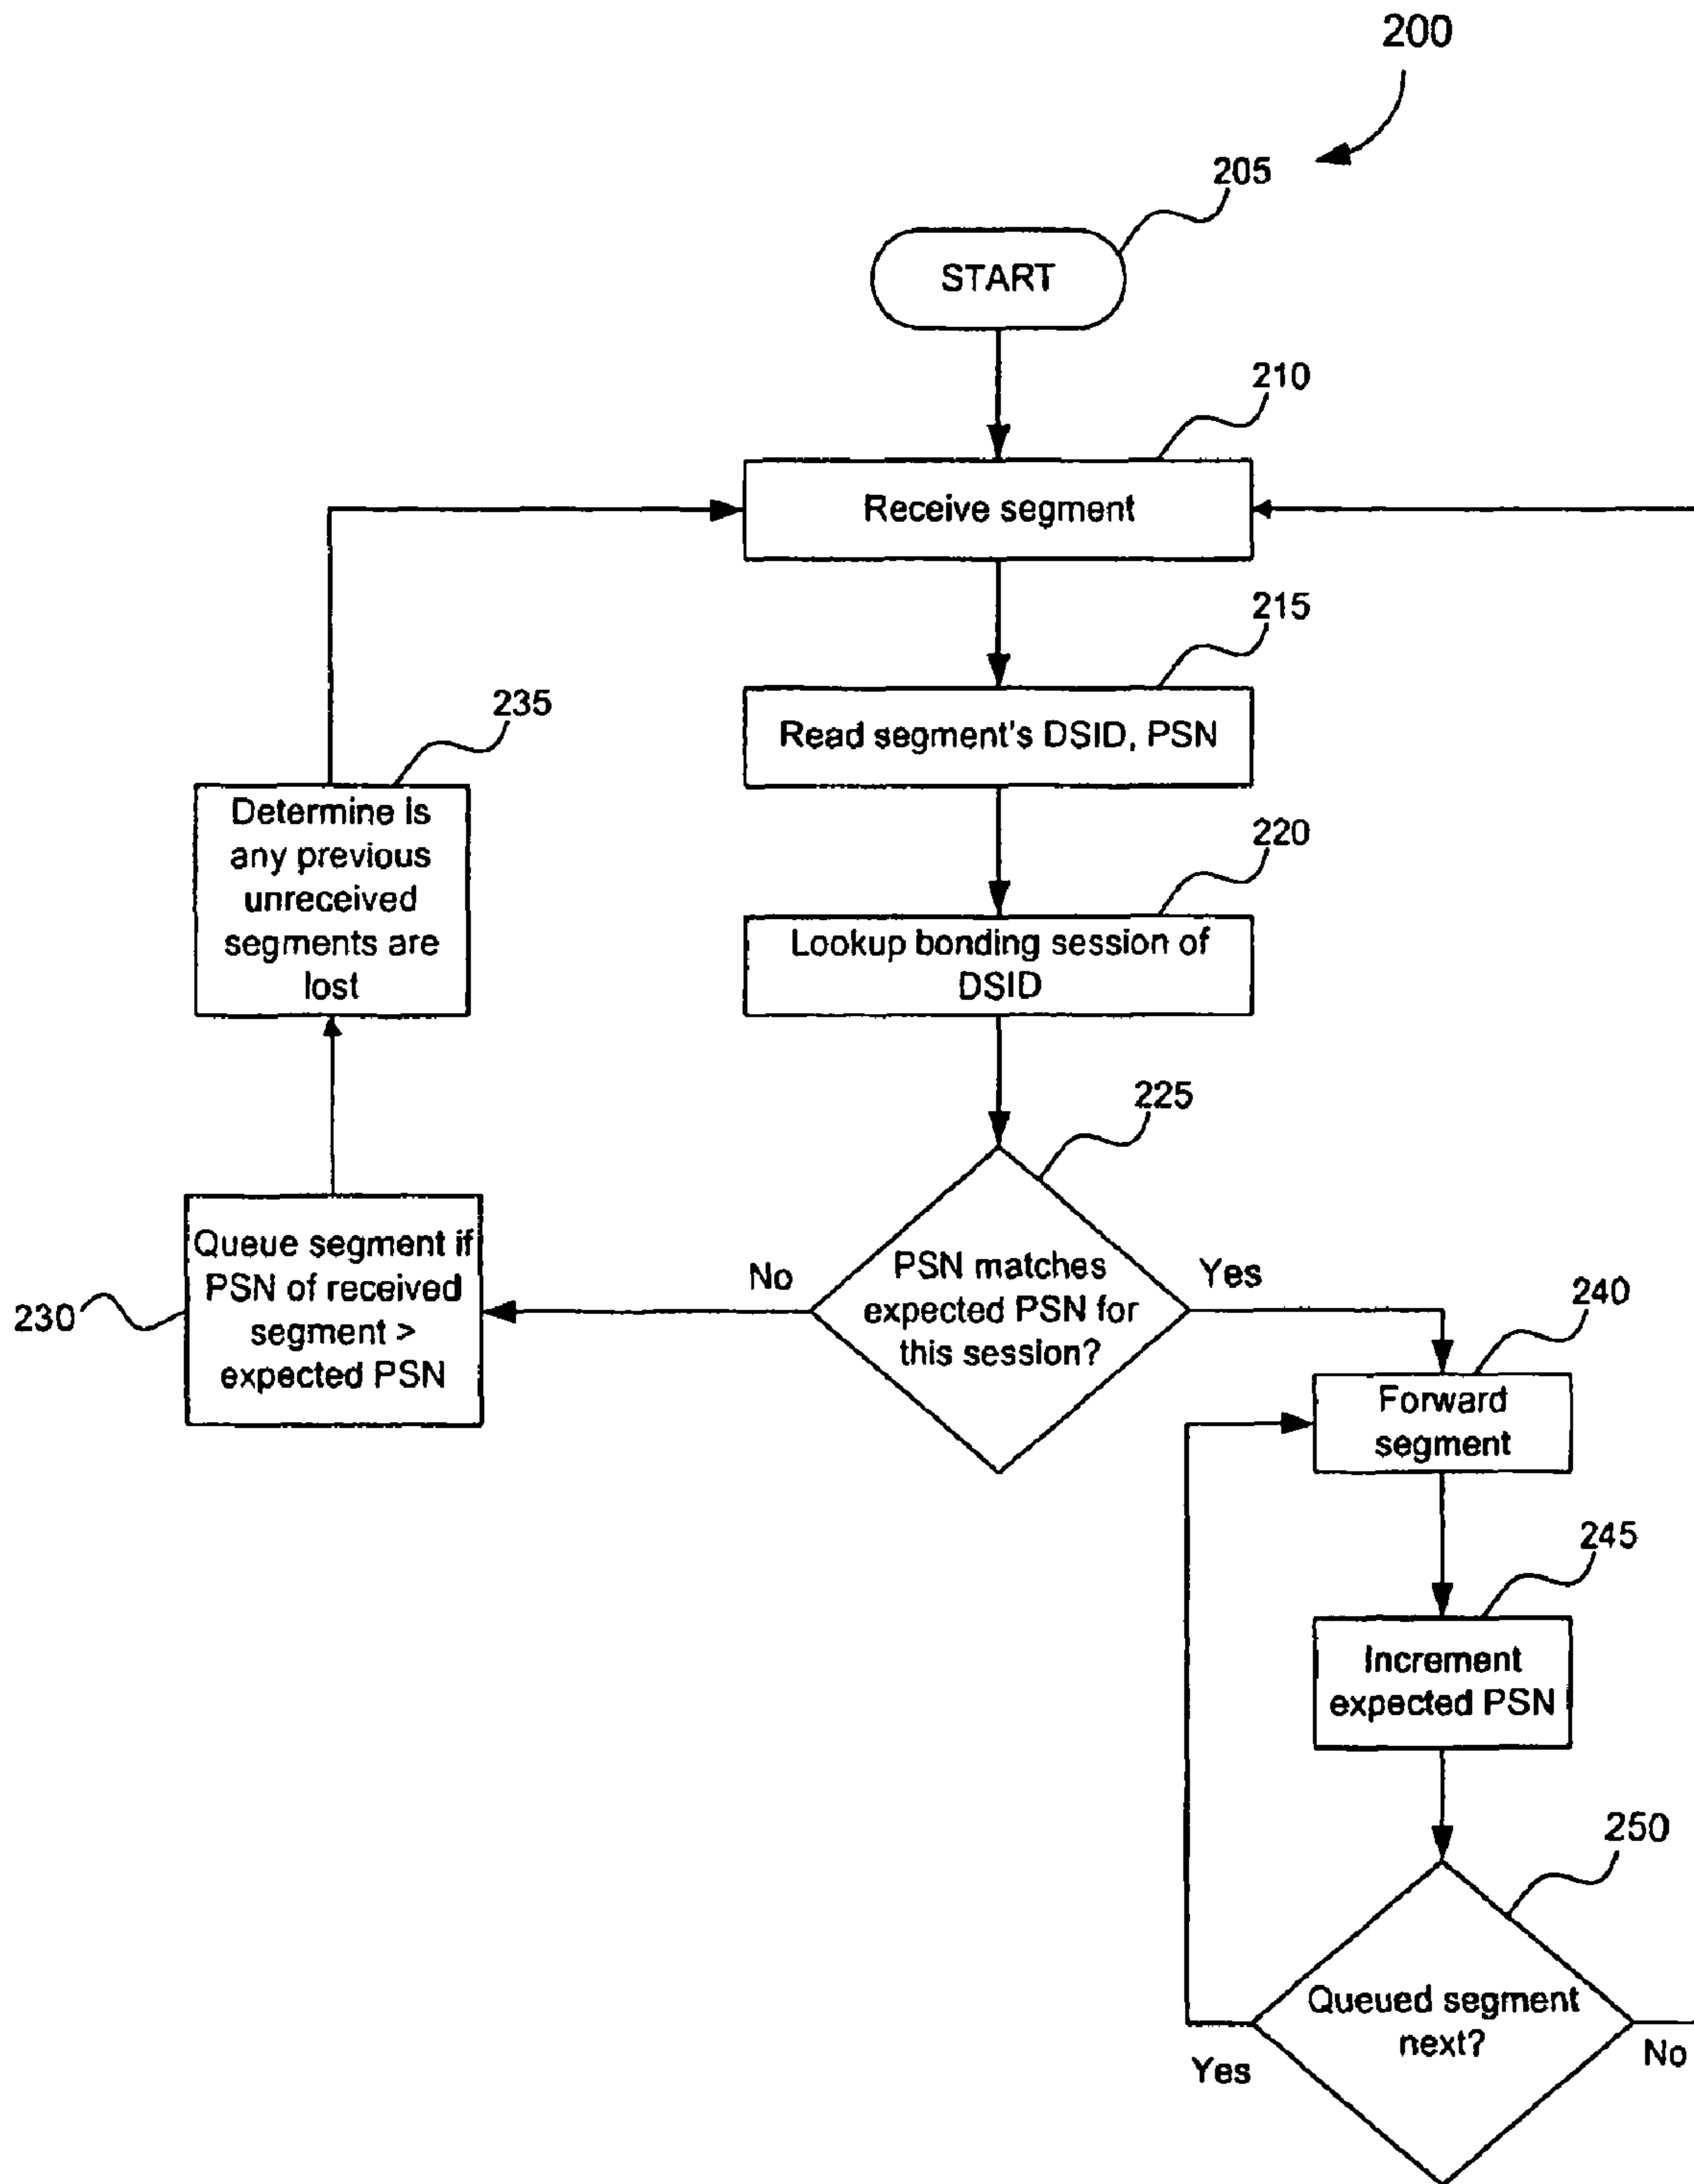 200
205
START
210
Receive segment
215
Read segment's DSID, PSN
235
Determine is
any previous
unreceived
segments are
lost
220
Lookup bonding session of
DSID
225
PSN matches
expected PSN for
this session?
No
Yes
230
Queue segment if
PSN of received
segment >
expected PSN
240
Forward
segment
245
Increment
expected PSN
250
Queued segment
next?
Yes
No